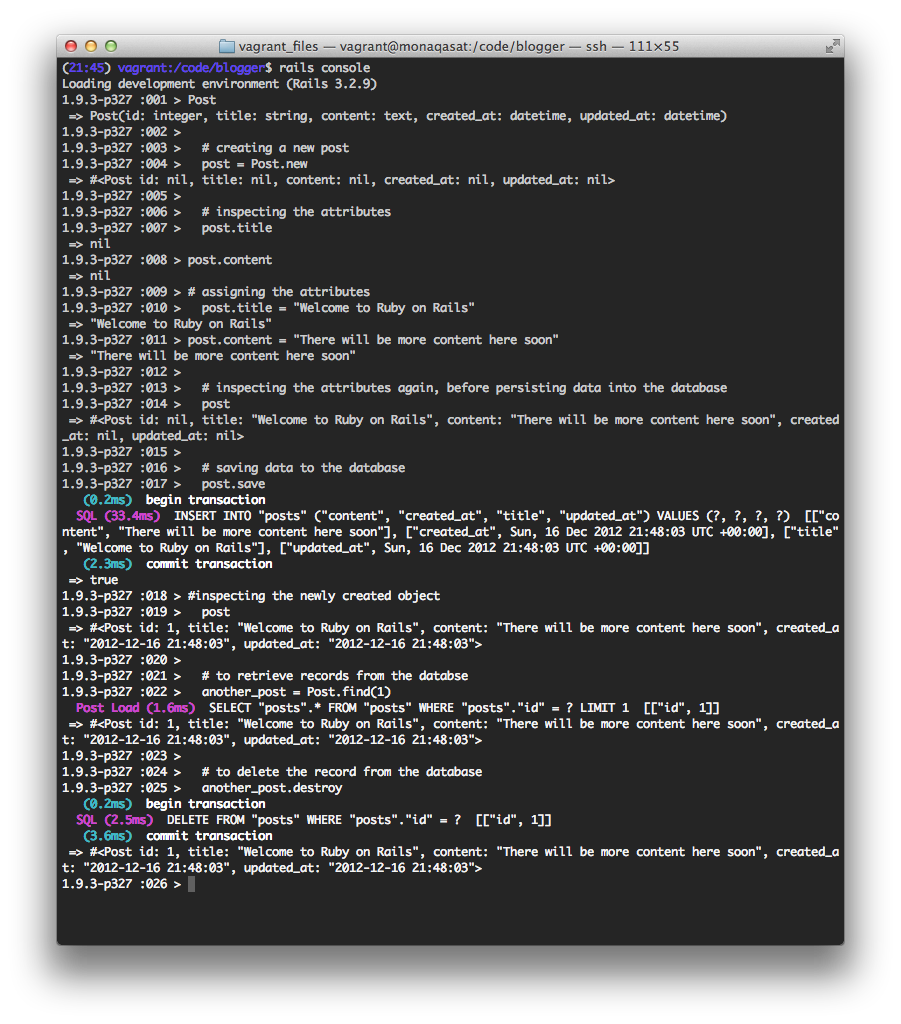 vagrant_files — vagrant@monaqasat:/code/blogger — ssh — 111×55
(21:45) vagrant:/code/blogger$ rails console
Loading development environment (Rails 3.2.9)
1.9.3-p327 :001 > Post
 => Post(id: integer, title: string, content: text, created_at: datetime, updated_at: datetime)
1.9.3-p327 :002 >
1.9.3-p327 :003 >   # creating a new post
1.9.3-p327 :004 >   post = Post.new
 => #<Post id: nil, title: nil, content: nil, created_at: nil, updated_at: nil>
1.9.3-p327 :005 >
1.9.3-p327 :006 >   # inspecting the attributes
1.9.3-p327 :007 >   post.title
 => nil
1.9.3-p327 :008 > post.content
 => nil
1.9.3-p327 :009 > # assigning the attributes
1.9.3-p327 :010 >   post.title = "Welcome to Ruby on Rails"
 => "Welcome to Ruby on Rails"
1.9.3-p327 :011 > post.content = "There will be more content here soon"
 => "There will be more content here soon"
1.9.3-p327 :012 >
1.9.3-p327 :013 >   # inspecting the attributes again, before persisting data into the database
1.9.3-p327 :014 >   post
 => #<Post id: nil, title: "Welcome to Ruby on Rails", content: "There will be more content here soon", created
_at: nil, updated_at: nil>
1.9.3-p327 :015 >
1.9.3-p327 :016 >   # saving data to the database
1.9.3-p327 :017 >   post.save
   (0.2ms)  begin transaction
  SQL (33.4ms)  INSERT INTO "posts" ("content", "created_at", "title", "updated_at") VALUES (?, ?, ?, ?)  [["co
ntent", "There will be more content here soon"], ["created_at", Sun, 16 Dec 2012 21:48:03 UTC +00:00], ["title"
, "Welcome to Ruby on Rails"], ["updated_at", Sun, 16 Dec 2012 21:48:03 UTC +00:00]]
   (2.3ms)  commit transaction
 => true
1.9.3-p327 :018 > #inspecting the newly created object
1.9.3-p327 :019 >   post
 => #<Post id: 1, title: "Welcome to Ruby on Rails", content: "There will be more content here soon", created_a
t: "2012-12-16 21:48:03", updated_at: "2012-12-16 21:48:03">
1.9.3-p327 :020 >
1.9.3-p327 :021 >   # to retrieve records from the databse
1.9.3-p327 :022 >   another_post = Post.find(1)
  Post Load (1.6ms)  SELECT "posts".* FROM "posts" WHERE "posts"."id" = ? LIMIT 1  [["id", 1]]
 => #<Post id: 1, title: "Welcome to Ruby on Rails", content: "There will be more content here soon", created_a
t: "2012-12-16 21:48:03", updated_at: "2012-12-16 21:48:03">
1.9.3-p327 :023 >
1.9.3-p327 :024 >   # to delete the record from the database
1.9.3-p327 :025 >   another_post.destroy
   (0.2ms)  begin transaction
  SQL (2.5ms)  DELETE FROM "posts" WHERE "posts"."id" = ?  [["id", 1]]
   (3.6ms)  commit transaction
 => #<Post id: 1, title: "Welcome to Ruby on Rails", content: "There will be more content here soon", created_a
t: "2012-12-16 21:48:03", updated_at: "2012-12-16 21:48:03">
1.9.3-p327 :026 >